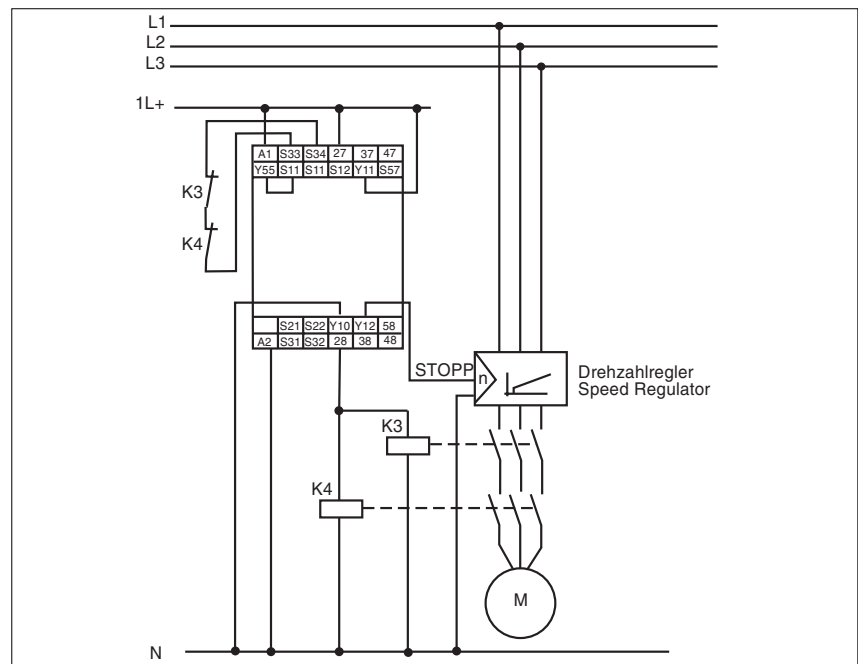 L1
L2
L3
1L+
A1 S33 S34 27 37 47
Y55 S11 S11 S12 Y11 S57
K3
K4
S21 S22 Y10 Y12 58
A2 S31 S32 28 38 48
STOPP
n
Drehzahlregler
Speed Regulator
K3
K4
M
N